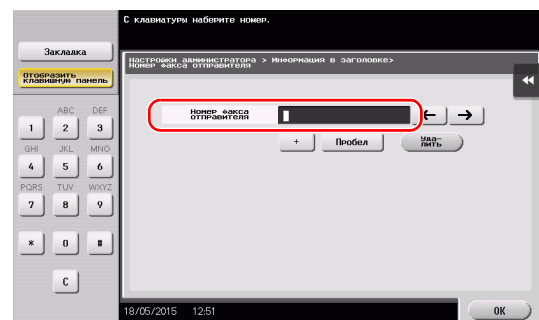 С клавиатуры наберите номер.
Закладка
Отобразить
клавишную панель
Настройки администратора > Информация в заголовке>
Номер факса отправителя
Номер факса
отправителя
← →
+ Пробел Уда-
лить
ABC DEF
1 2 3
GHI JKL MNO
4 5 6
PQRS TUV WXYZ
7 8 9
* 0 #
C
18/05/2015 12:51
OK